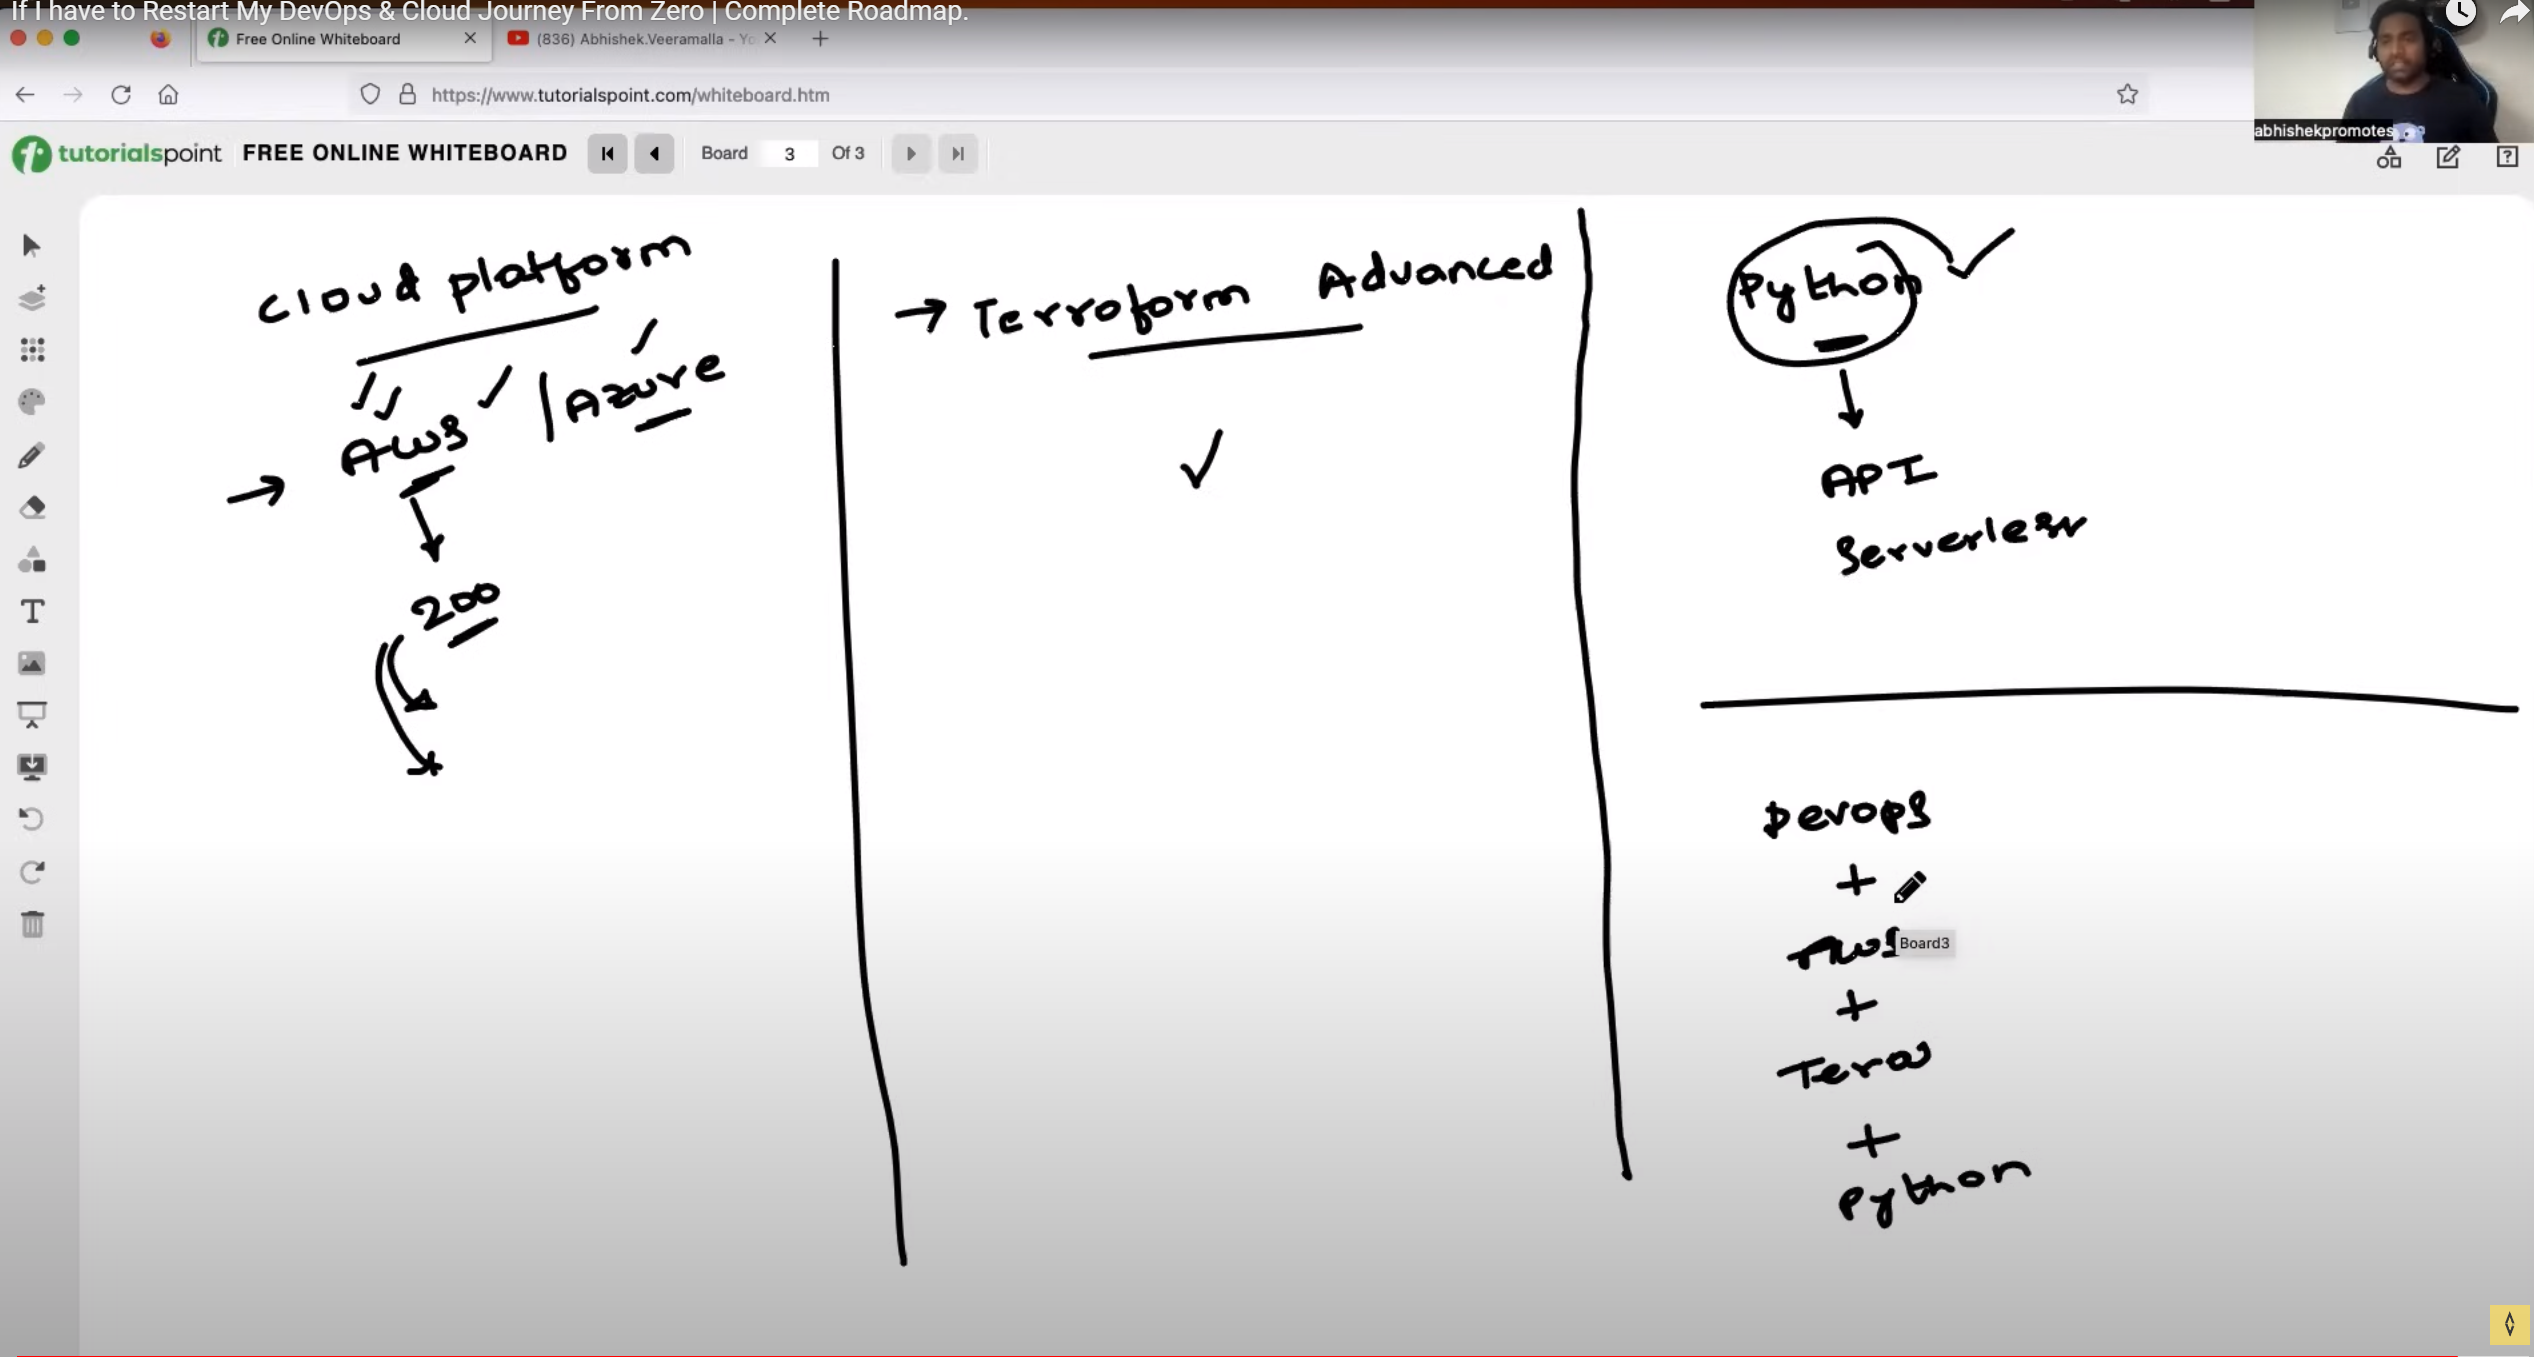 If I have to Restart My DevOps & Cloud Journey From Zero | Complete Roadmap.
Free Online Whiteboard
(836) Abhishek.Veeramalla - Yo
https://www.tutorialspoint.com/whiteboard.htm
abhishekpromotes
tutorialspoint FREE ONLINE WHITEBOARD Board 3 Of 3
Cloud platform
AWS | Azure
200
→ Terroform Advanced
Python
API
Serverless
Devops
+
AWS
Board3
+
Teraa
+
Python